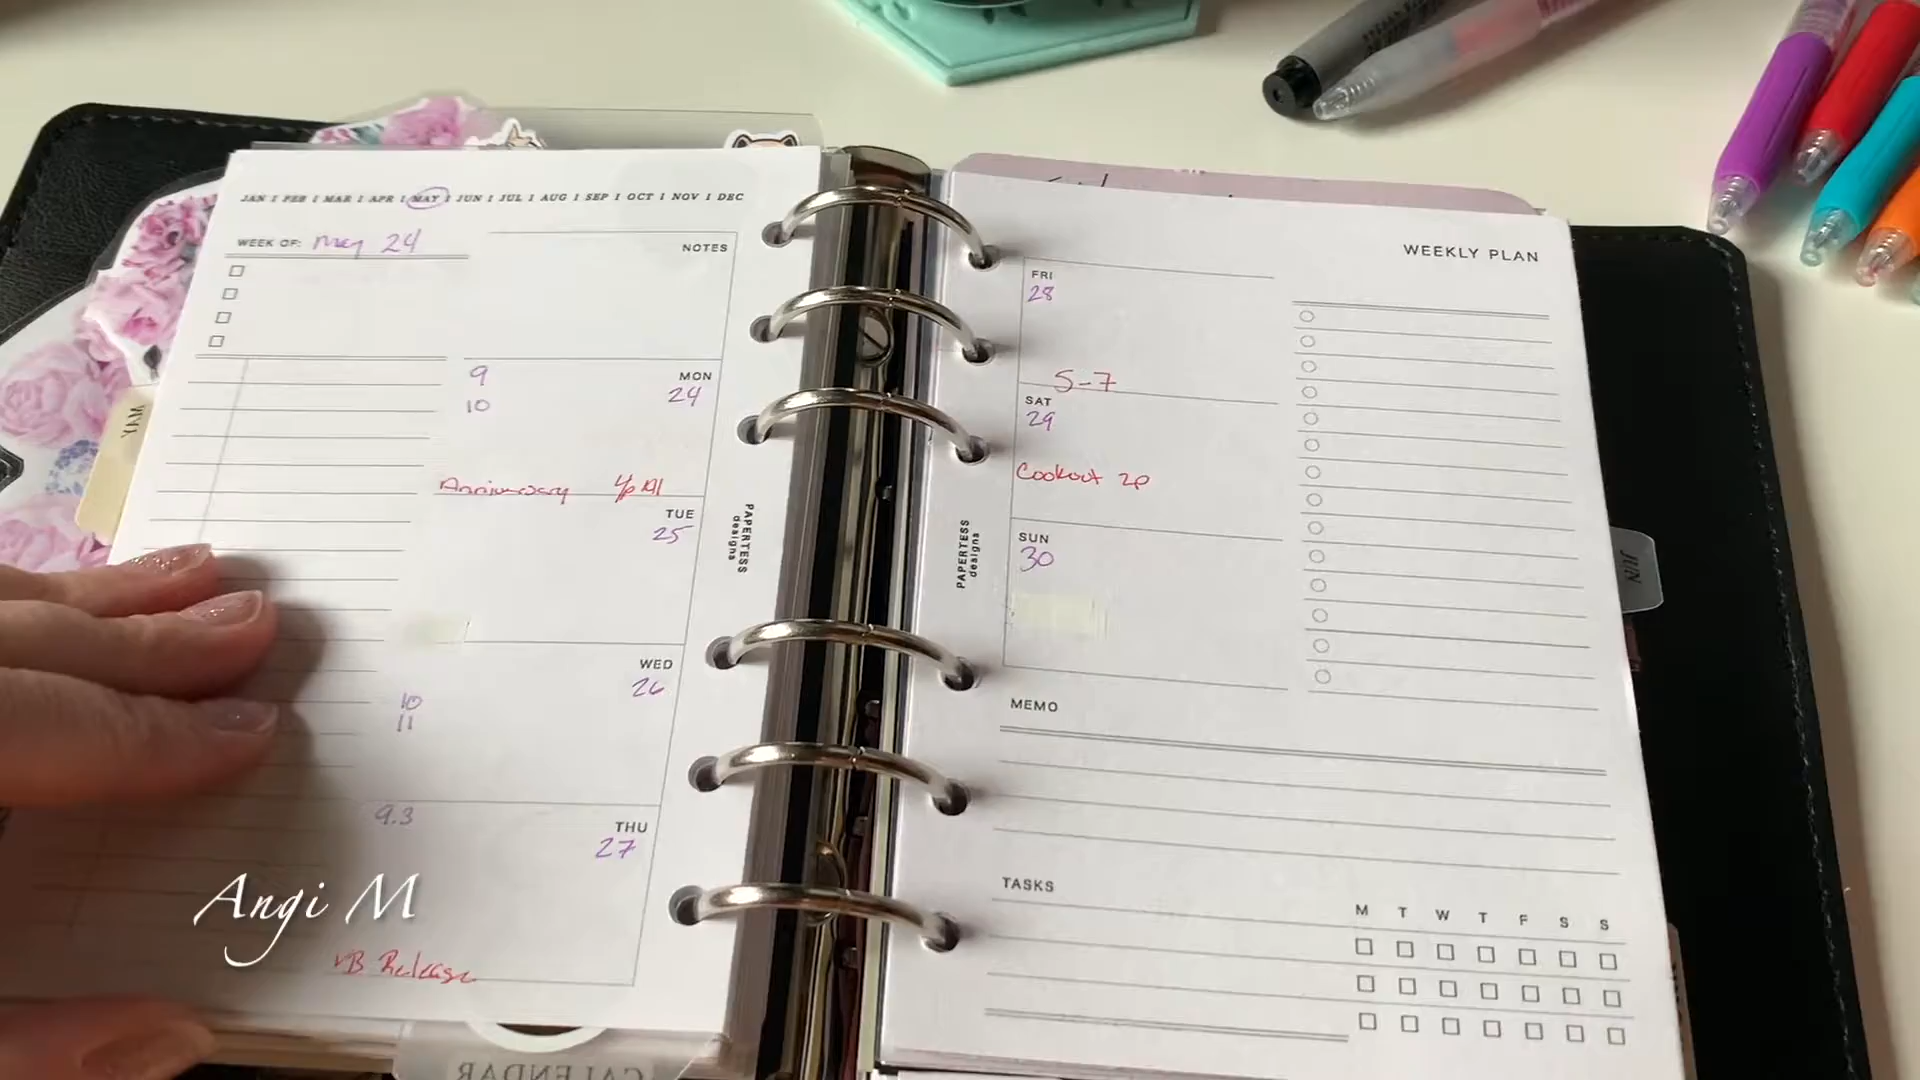 JAN I FEB I MAR I APR I MAY I JUN I JUL I AUG I SEP I OCT I NOV I DEC
WEEK OF: May 24
NOTES
9
MON
10
24
Anniversary
TUE
25
WED
26
10
11
9.3
THU
27
VB Release
PAPERTESS
designs
MAY
CALENDAR
Angi M
WEEKLY PLAN
FRI
28
5-7
SAT
29
Cookout 2p
SUN
30
PAPERTESS
designs
MEMO
TASKS
M T W T F S S
JUN